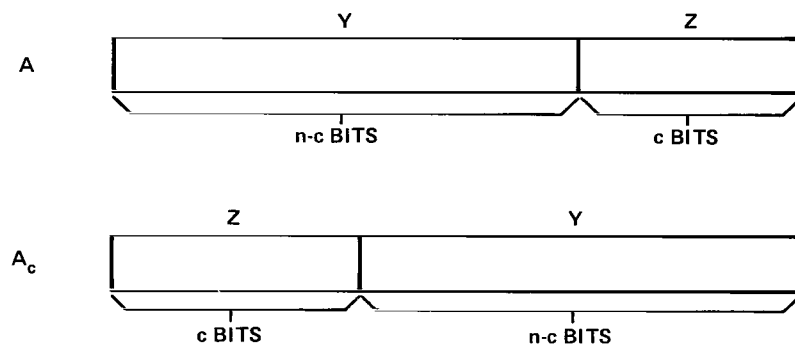 Y Z
A
n-c BITS c BITS
Z Y
A_c
c BITS n-c BITS